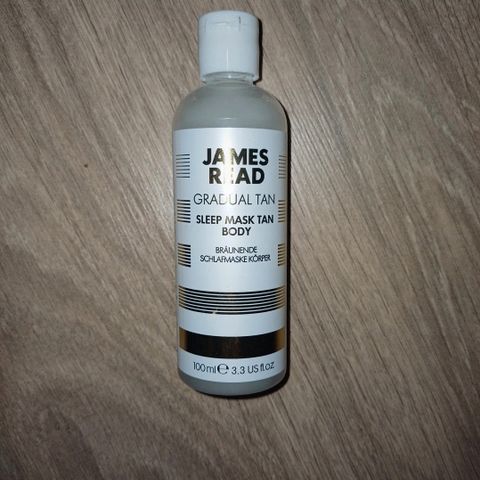 JAMES
READ
GRADUAL TAN
SLEEP MASK TAN
BODY
BRÄUNENDE
SCHLAFMASKE KÖRPER
100ml℮ 3.3 US fl.oz